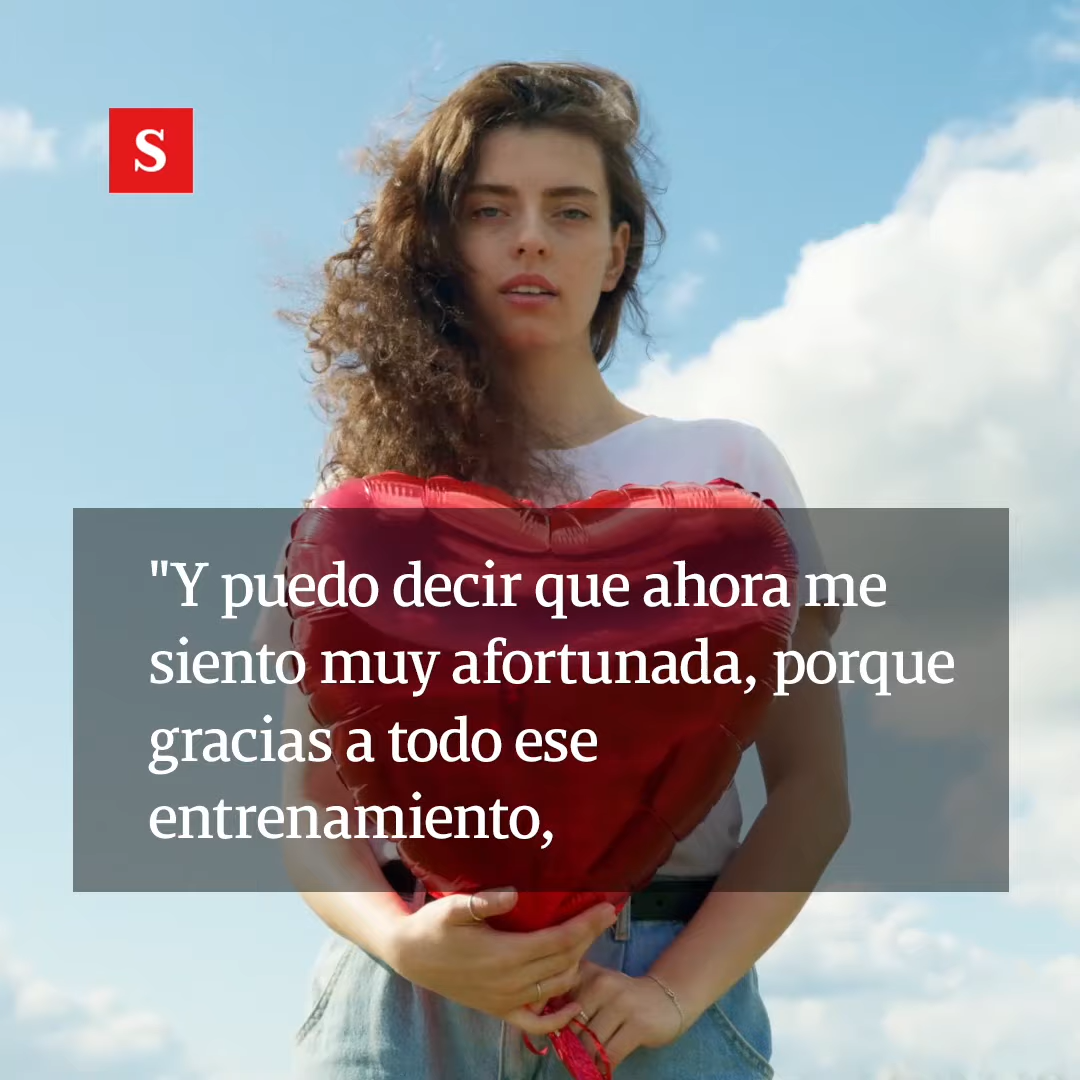 S
"Y puedo decir que ahora me
siento muy afortunada, porque
gracias a todo ese
entrenamiento,